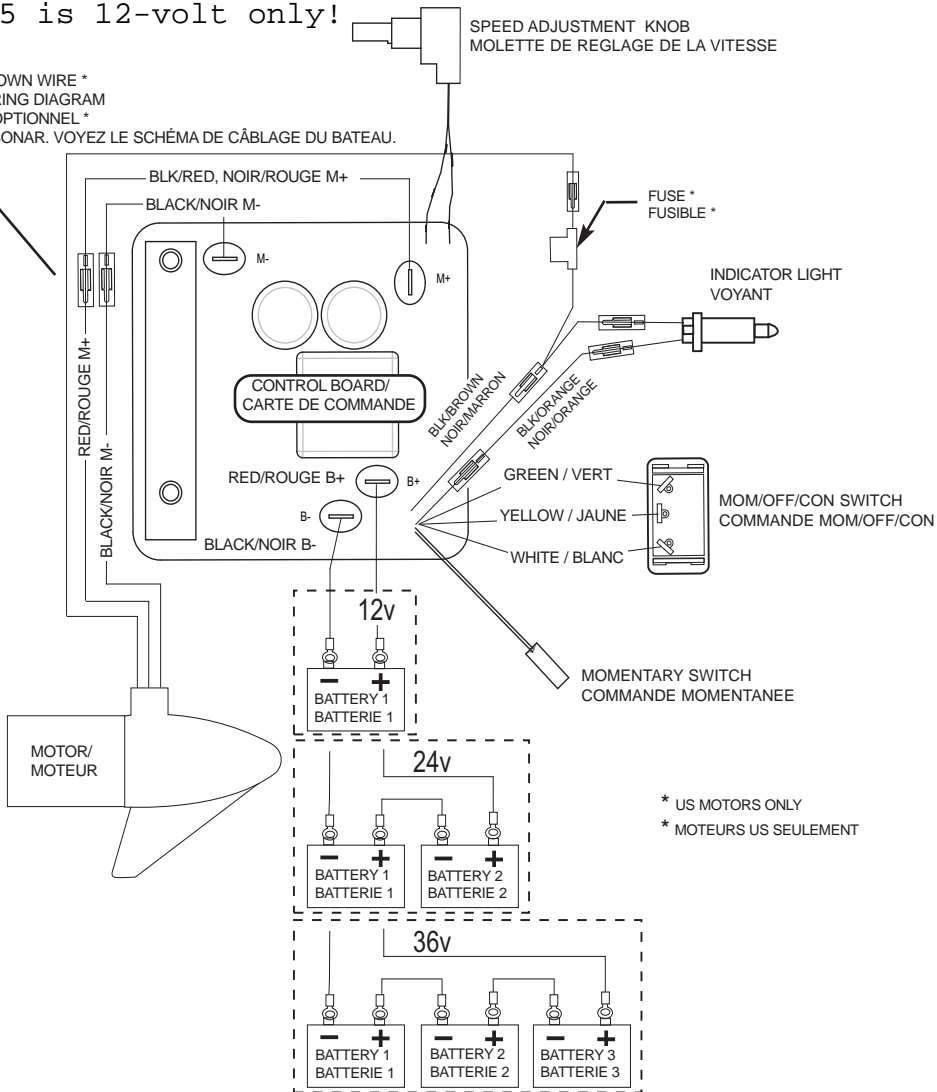 5 is 12-volt only!
SPEED ADJUSTMENT KNOB
MOLETTE DE REGLAGE DE LA VITESSE
OWN WIRE *
RING DIAGRAM
OPTIONNEL *
SONAR. VOYEZ LE SCHÉMA DE CÂBLAGE DU BATEAU.
BLK/RED, NOIR/ROUGE M+
BLACK/NOIR M-
FUSE *
FUSIBLE *
M-
M+
INDICATOR LIGHT
VOYANT
RED/ROUGE M+
BLACK/NOIR M-
CONTROL BOARD/
CARTE DE COMMANDE
BLK/BROWN
NOIR/MARRON
BLK/ORANGE
NOIR/ORANGE
RED/ROUGE B+
B+
B-
BLACK/NOIR B-
GREEN / VERT
YELLOW / JAUNE
WHITE / BLANC
MOM/OFF/CON SWITCH
COMMANDE MOM/OFF/CON
12v
- +
BATTERY 1
BATTERIE 1
MOMENTARY SWITCH
COMMANDE MOMENTANEE
MOTOR/
MOTEUR
24v
- +
BATTERY 1
BATTERIE 1
- +
BATTERY 2
BATTERIE 2
* US MOTORS ONLY
* MOTEURS US SEULEMENT
36v
- +
BATTERY 1
BATTERIE 1
- +
BATTERY 2
BATTERIE 2
- +
BATTERY 3
BATTERIE 3